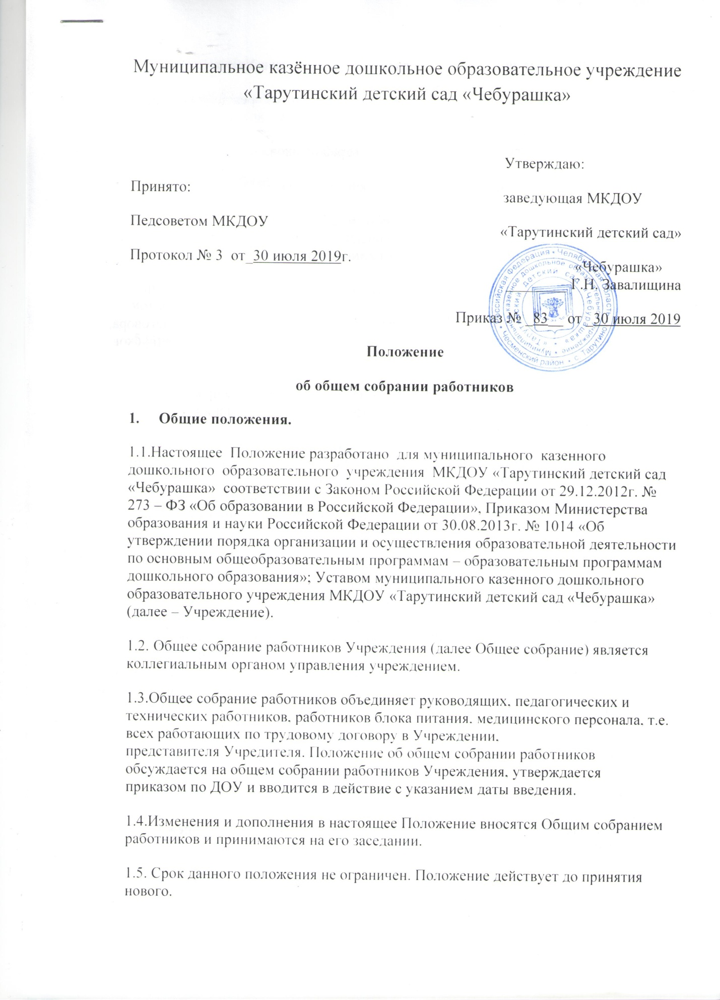 Муниципальное казённое дошкольное образовательное учреждение
«Тарутинский детский сад «Чебурашка»
Утверждаю:
Принято:
заведующая МКДОУ
Педсоветом МКДОУ
«Тарутинский детский сад»
Протокол № 3 от_30 июля 2019г.
«Чебурашка»
__________ Г.Н. Завалищина
Приказ № _83__ от _30 июля 2019
Российская Федерация • Челябинская область • Чесменский район • с. Тарутино
Муниципальное казенное дошкольное образовательное учреждение
«Тарутинский детский сад «Чебурашка»
Положение
об общем собрании работников
1. Общие положения.
1.1.Настоящее Положение разработано для муниципального казенного
дошкольного образовательного учреждения МКДОУ «Тарутинский детский сад
«Чебурашка» соответствии с Законом Российской Федерации от 29.12.2012г. №
273 – ФЗ «Об образовании в Российской Федерации», Приказом Министерства
образования и науки Российской Федерации от 30.08.2013г. № 1014 «Об
утверждении порядка организации и осуществления образовательной деятельности
по основным общеобразовательным программам – образовательным программам
дошкольного образования»; Уставом муниципального казенного дошкольного
образовательного учреждения МКДОУ «Тарутинский детский сад «Чебурашка»
(далее – Учреждение).
1.2. Общее собрание работников Учреждения (далее Общее собрание) является
коллегиальным органом управления учреждением.
1.3.Общее собрание работников объединяет руководящих, педагогических и
технических работников, работников блока питания, медицинского персонала, т.е.
всех работающих по трудовому договору в Учреждении,
представителя Учредителя. Положение об общем собрании работников
обсуждается на общем собрании работников Учреждения, утверждается
приказом по ДОУ и вводится в действие с указанием даты введения.
1.4.Изменения и дополнения в настоящее Положение вносятся Общим собранием
работников и принимаются на его заседании.
1.5. Срок данного положения не ограничен. Положение действует до принятия
нового.